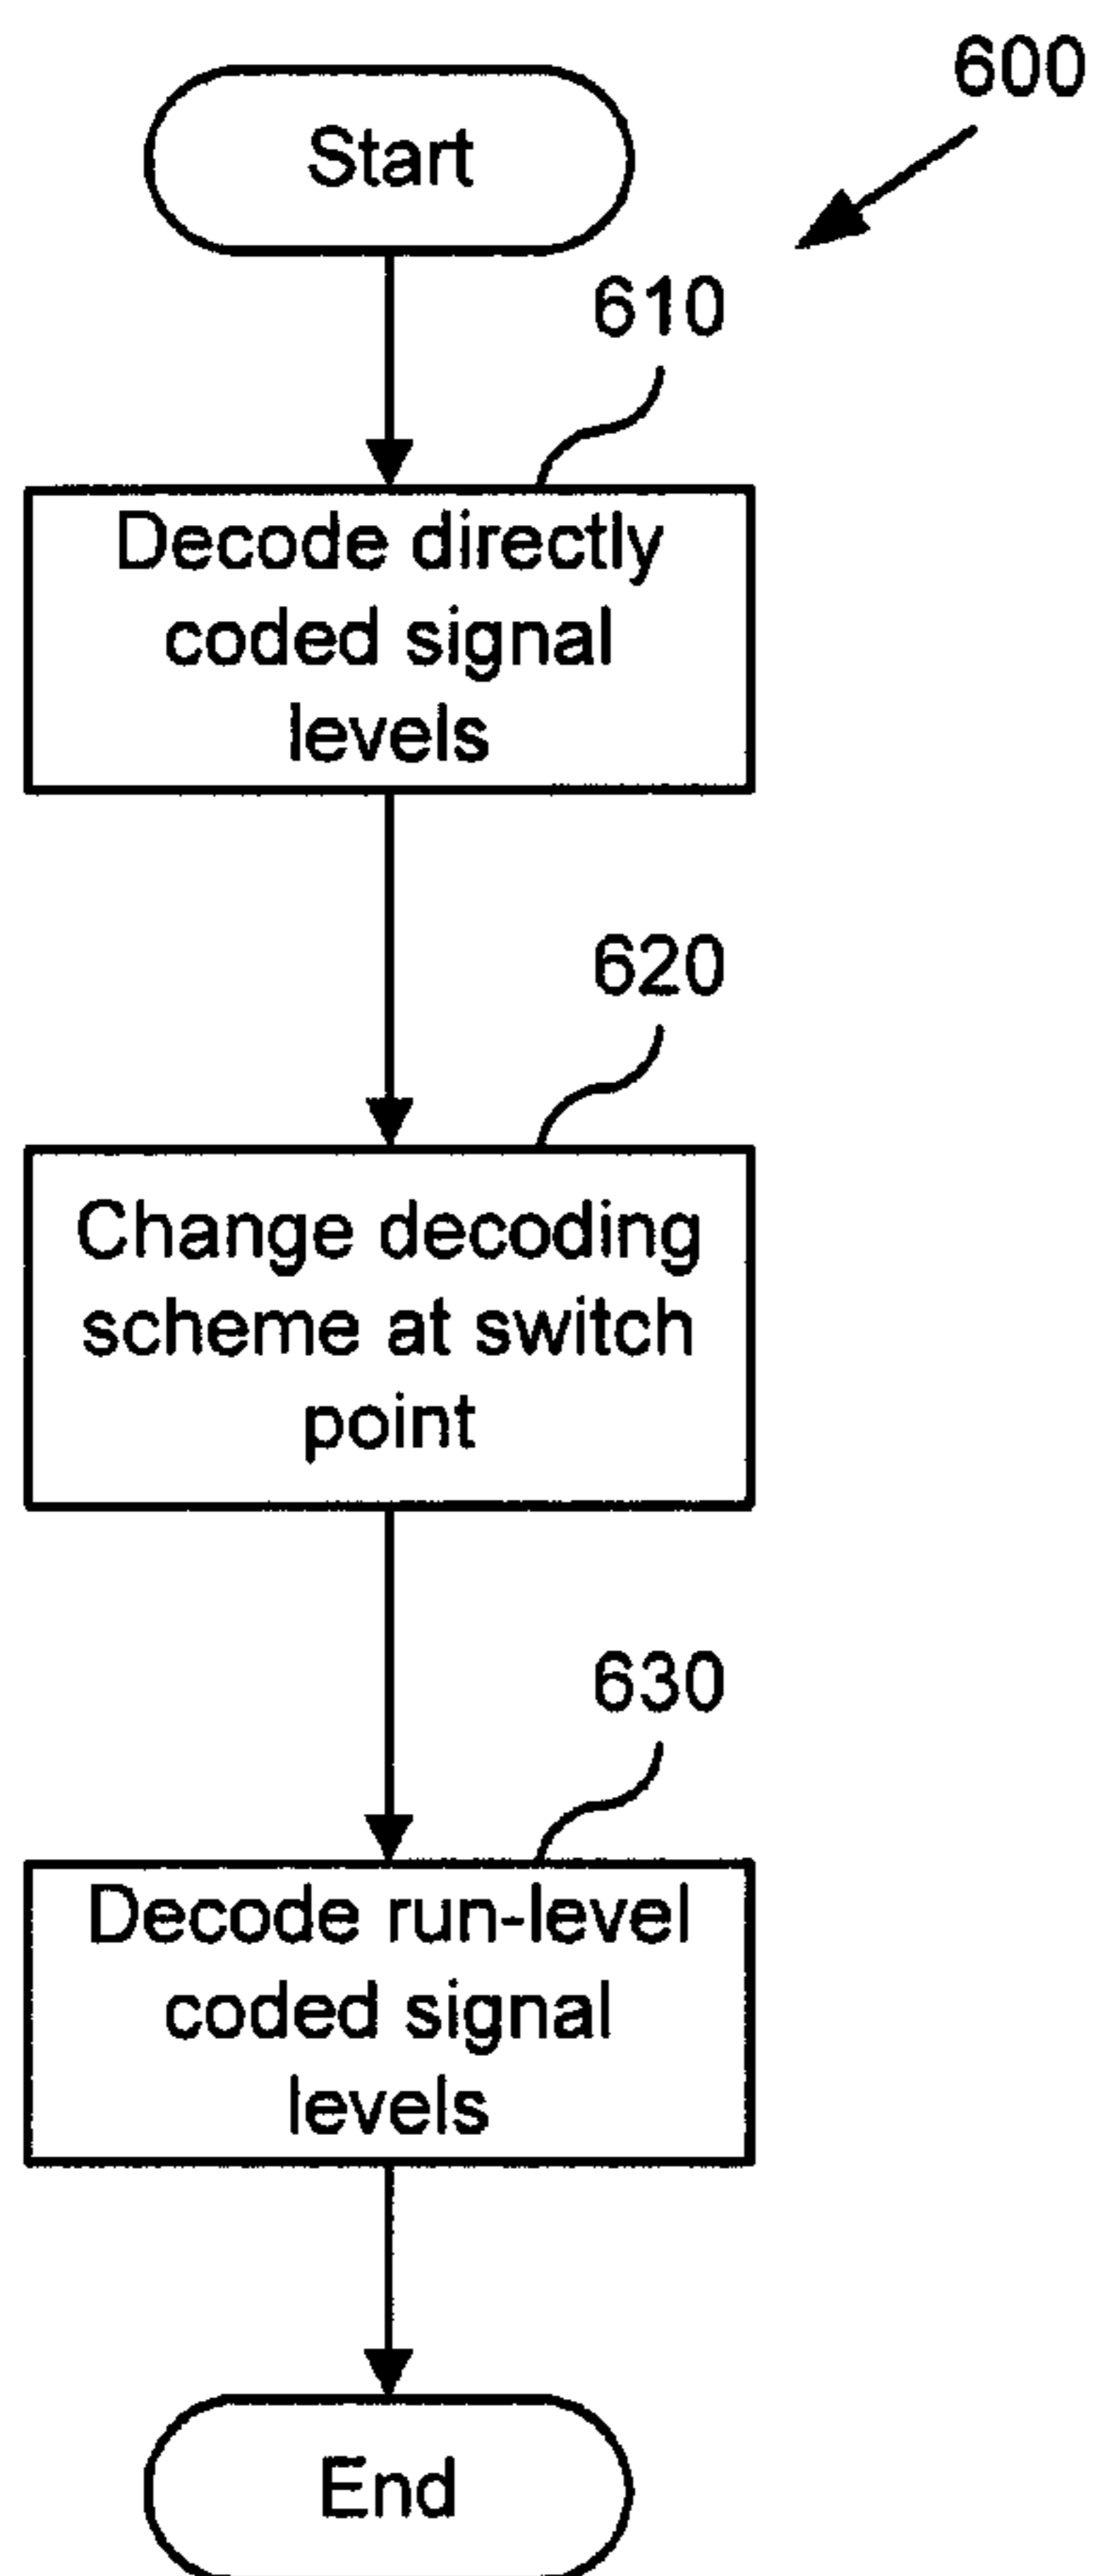 600
Start
610
Decode directly
coded signal
levels
620
Change decoding
scheme at switch
point
630
Decode run-level
coded signal
levels
End